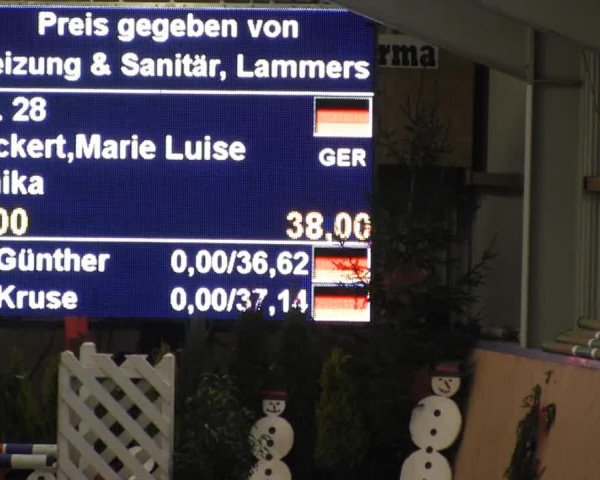 Preis gegeben von
eizung & Sanitär, Lammers
. 28
ckert,Marie Luise
GER
ika
00 38,00
Günther 0,00/36,62
Kruse 0,00/37,14
rma